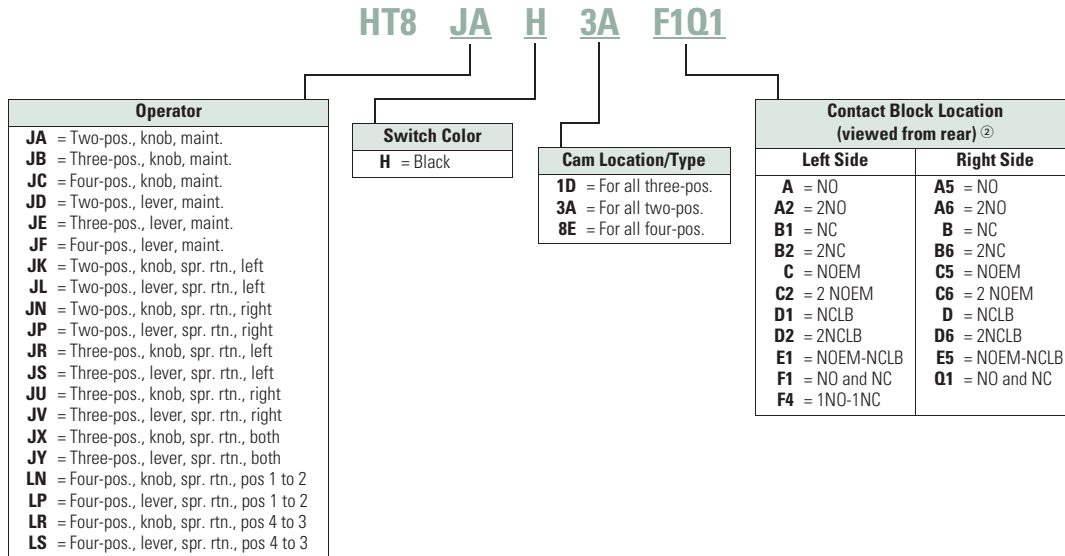 HT8 JA H 3A F1Q1
Operator
JA = Two-pos., knob, maint.
JB = Three-pos., knob, maint.
JC = Four-pos., knob, maint.
JD = Two-pos., lever, maint.
JE = Three-pos., lever, maint.
JF = Four-pos., lever, maint.
JK = Two-pos., knob, spr. rtn., left
JL = Two-pos., lever, spr. rtn., left
JN = Two-pos., knob, spr. rtn., right
JP = Two-pos., lever, spr. rtn., right
JR = Three-pos., knob, spr. rtn., left
JS = Three-pos., lever, spr. rtn., left
JU = Three-pos., knob, spr. rtn., right
JV = Three-pos., lever, spr. rtn., right
JX = Three-pos., knob, spr. rtn., both
JY = Three-pos., lever, spr. rtn., both
LN = Four-pos., knob, spr. rtn., pos 1 to 2
LP = Four-pos., lever, spr. rtn., pos 1 to 2
LR = Four-pos., knob, spr. rtn., pos 4 to 3
LS = Four-pos., lever, spr. rtn., pos 4 to 3
Switch Color
H = Black
Cam Location/Type
1D = For all three-pos.
3A = For all two-pos.
8E = For all four-pos.
Contact Block Location
(viewed from rear) ②
Left Side
A = NO
A2 = 2NO
B1 = NC
B2 = 2NC
C = NOEM
C2 = 2 NOEM
D1 = NCLB
D2 = 2NCLB
E1 = NOEM-NCLB
F1 = NO and NC
F4 = 1NO-1NC
Right Side
A5 = NO
A6 = 2NO
B = NC
B6 = 2NC
C5 = NOEM
C6 = 2 NOEM
D = NCLB
D6 = 2NCLB
E5 = NOEM-NCLB
Q1 = NO and NC